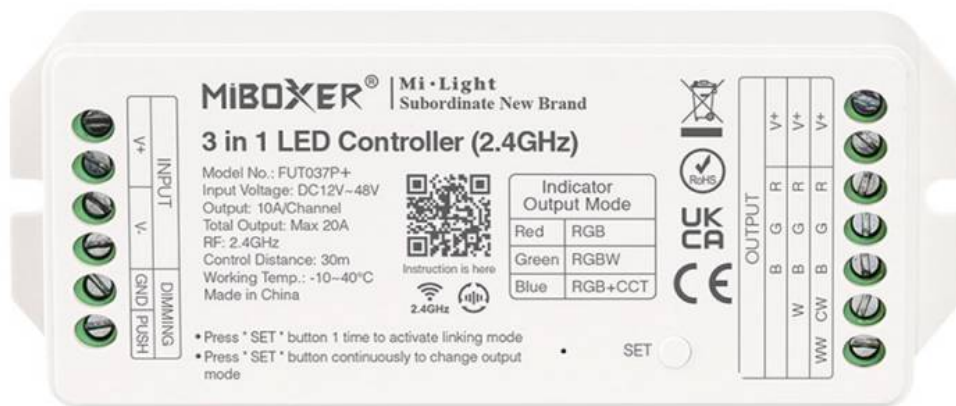 MiBOXER® Mi·Light
Subordinate New Brand
3 in 1 LED Controller (2.4GHz)
Model No.: FUT037P+
Input Voltage: DC12V~48V
Output: 10A/Channel
Total Output: Max 20A
RF: 2.4GHz
Control Distance: 30m
Working Temp.: -10~40°C
Made in China
Instruction is here
2.4GHz
Indicator
Output Mode
Red RGB
Green RGBW
Blue RGB+CCT
RoHS
UK
CA
CE
• Press " SET " button 1 time to activate linking mode
• Press " SET " button continuously to change output
mode
SET
INPUT
V+
V-
DIMMING
GND
PUSH
OUTPUT
V+ R G B
V+ R G B W
V+ R G B CW WW